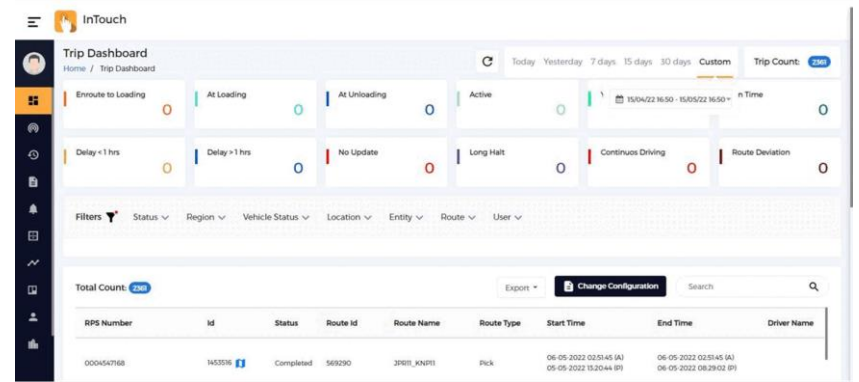 InTouch
Trip Dashboard
Home / Trip Dashboard
Today Yesterday 7 days 15 days 30 days Custom
Trip Count: 2361
Enroute to Loading
0
At Loading
0
At Unloading
0
Active
0
15/04/22 16:50 - 15/05/22 16:50
n Time
0
Delay < 1 hrs
0
Delay > 1 hrs
0
No Update
0
Long Halt
0
Continuos Driving
0
Route Deviation
0
Filters Status Region Vehicle Status Location Entity Route User
Total Count: 2361
Export Change Configuration Search
RPS Number Id Status Route Id Route Name Route Type Start Time End Time Driver Name
0004547168 1453516 Completed 569290 JPR11_KNP11 Pick 06-05-2022 02:51:45 (A) 06-05-2022 02:51:45 (A)
05-05-2022 13:20:44 (P) 06-05-2022 08:29:02 (P)